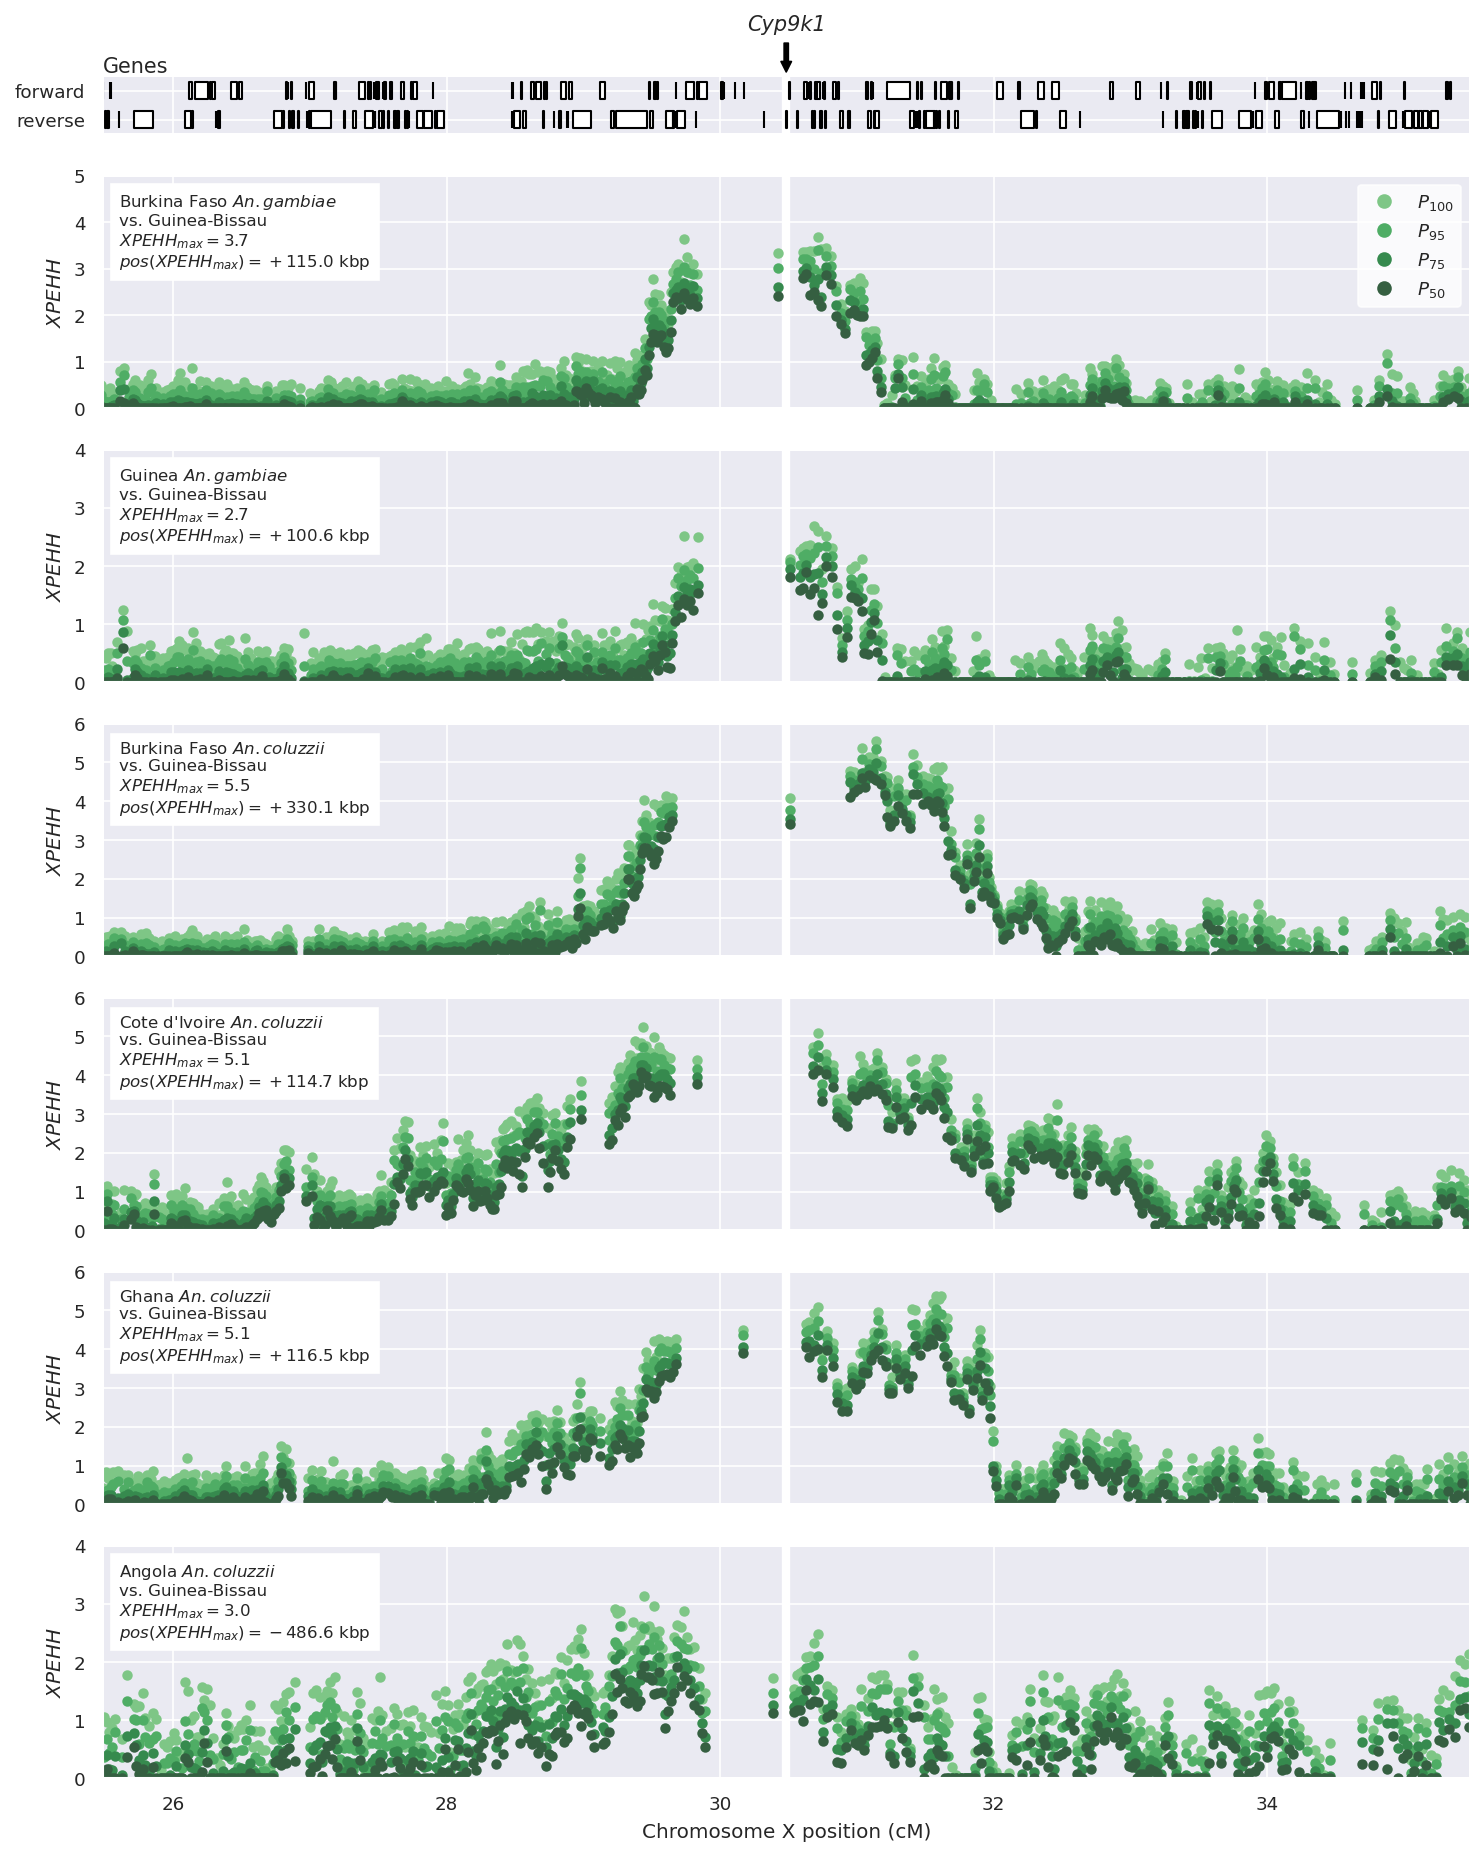 Cyp9k1
Genes
forward
reverse
5
4
3
2
1
0
XPEHH
Burkina Faso An. gambiae
vs. Guinea-Bissau
XPEHHmax = 3.7
pos(XPEHHmax) = +115.0 kbp
P100
P95
P75
P50
4
3
2
1
0
XPEHH
Guinea An. gambiae
vs. Guinea-Bissau
XPEHHmax = 2.7
pos(XPEHHmax) = +100.6 kbp
6
5
4
3
2
1
0
XPEHH
Burkina Faso An. coluzzii
vs. Guinea-Bissau
XPEHHmax = 5.5
pos(XPEHHmax) = +330.1 kbp
6
5
4
3
2
1
0
XPEHH
Cote d'Ivoire An. coluzzii
vs. Guinea-Bissau
XPEHHmax = 5.1
pos(XPEHHmax) = +114.7 kbp
6
5
4
3
2
1
0
XPEHH
Ghana An. coluzzii
vs. Guinea-Bissau
XPEHHmax = 5.1
pos(XPEHHmax) = +116.5 kbp
4
3
2
1
0
XPEHH
Angola An. coluzzii
vs. Guinea-Bissau
XPEHHmax = 3.0
pos(XPEHHmax) = −486.6 kbp
26 28 30 32 34
Chromosome X position (cM)